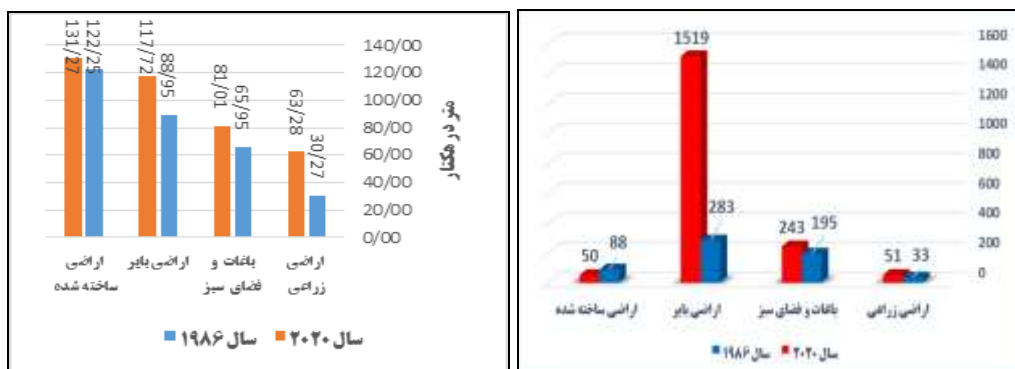 131/27 122/25 117/72 88/95 81/01 65/95 63/28 30/27
140/00
120/00
100/00
80/00
60/00
40/00
20/00
0/00
متر در هکتار
اراضی زراعی
باغات و فضای سبز
اراضی بایر
اراضی ساخته شده
سال ۲۰۲۰ سال ۱۹۸۶
1600
1400
1200
1000
800
600
400
200
0
50 88 1519 283 243 195 51 33
اراضی زراعی
باغات و فضای سبز
اراضی بایر
اراضی ساخته شده
سال ۲۰۲۰ سال ۱۹۸۶